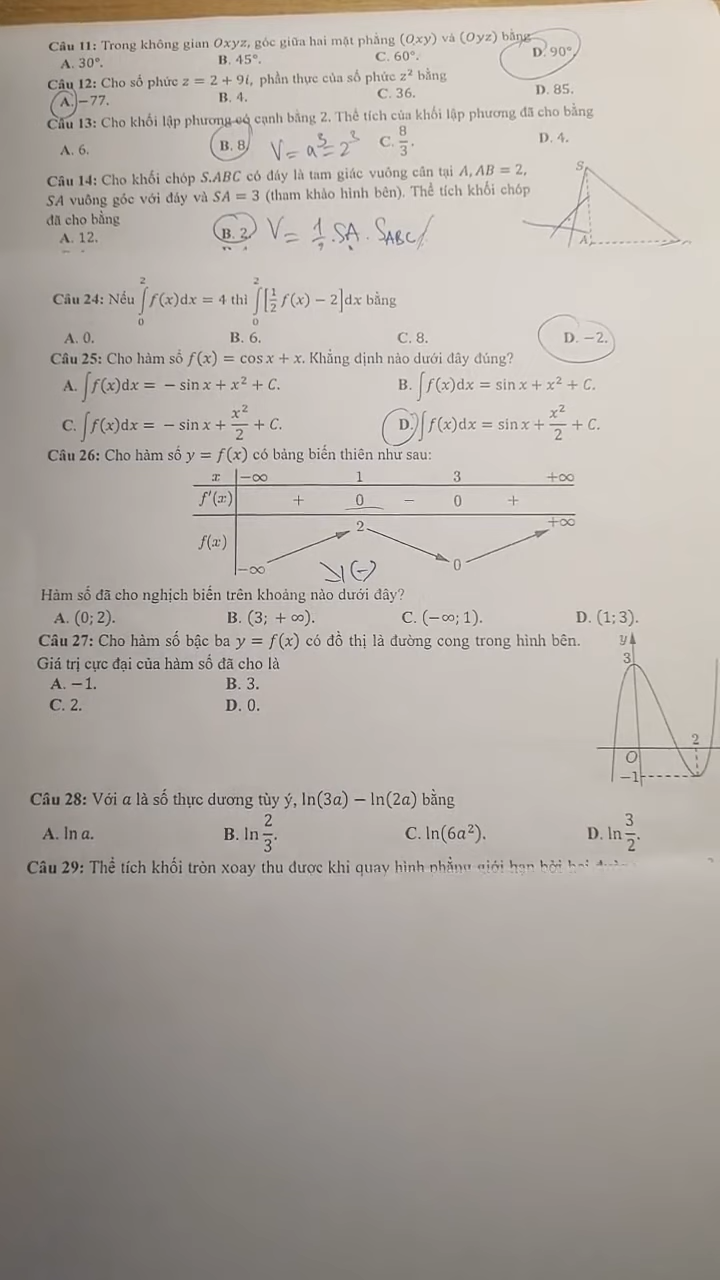 Câu 11: Trong không gian Oxyz, góc giữa hai mặt phẳng (Oxy) và (Oyz) bằng
A. 30°. B. 45°. C. 60°. D. 90°
Câu 12: Cho số phức z = 2 + 9i, phần thực của số phức z² bằng
A. −77. B. 4. C. 36. D. 85.
Câu 13: Cho khối lập phương có cạnh bằng 2. Thể tích của khối lập phương đã cho bằng
A. 6. B. 8 V = a³ = 2³ C. 8/3. D. 4.
Câu 14: Cho khối chóp S.ABC có đáy là tam giác vuông cân tại A, AB = 2,
SA vuông góc với đáy và SA = 3 (tham khảo hình bên). Thể tích khối chóp
đã cho bằng
A. 12. B. 2 V = SA . SABC
S
A
Câu 24: Nếu ∫₀² f(x)dx = 4 thì ∫₀² [1/2 f(x) − 2]dx bằng
A. 0. B. 6. C. 8. D. −2.
Câu 25: Cho hàm số f(x) = cos x + x. Khẳng định nào dưới đây đúng?
A. ∫f(x)dx = − sin x + x² + C. B. ∫f(x)dx = sin x + x² + C.
C. ∫f(x)dx = − sin x + x²/2 + C. D. ∫f(x)dx = sin x + x²/2 + C.
Câu 26: Cho hàm số y = f(x) có bảng biến thiên như sau:
x −∞ 1 3 +∞
f′(x) + 0 − 0 +
f(x) −∞ 2 0 +∞
↘ (−)
Hàm số đã cho nghịch biến trên khoảng nào dưới đây?
A. (0; 2). B. (3; +∞). C. (−∞; 1). D. (1; 3).
Câu 27: Cho hàm số bậc ba y = f(x) có đồ thị là đường cong trong hình bên.
Giá trị cực đại của hàm số đã cho là
A. −1. B. 3.
C. 2. D. 0.
y
3
2
O
−1
Câu 28: Với a là số thực dương tùy ý, ln(3a) − ln(2a) bằng
A. ln a. B. ln 2/3. C. ln(6a²). D. ln 3/2.
Câu 29: Thể tích khối tròn xoay thu được khi quay hình phẳng giới hạn bởi hai